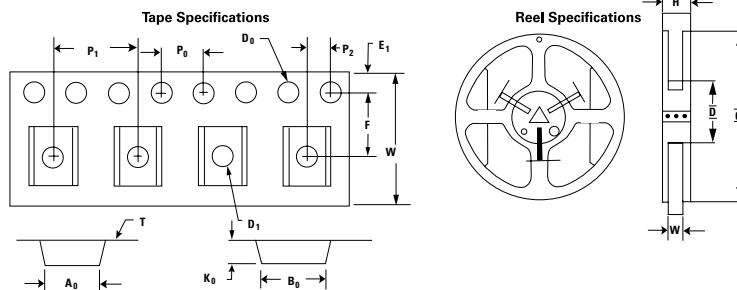 Tape Specifications
Reel Specifications
H
P1
P0
D0
P2
E1
D
F
W
D1
T
W
K0
A0
B0